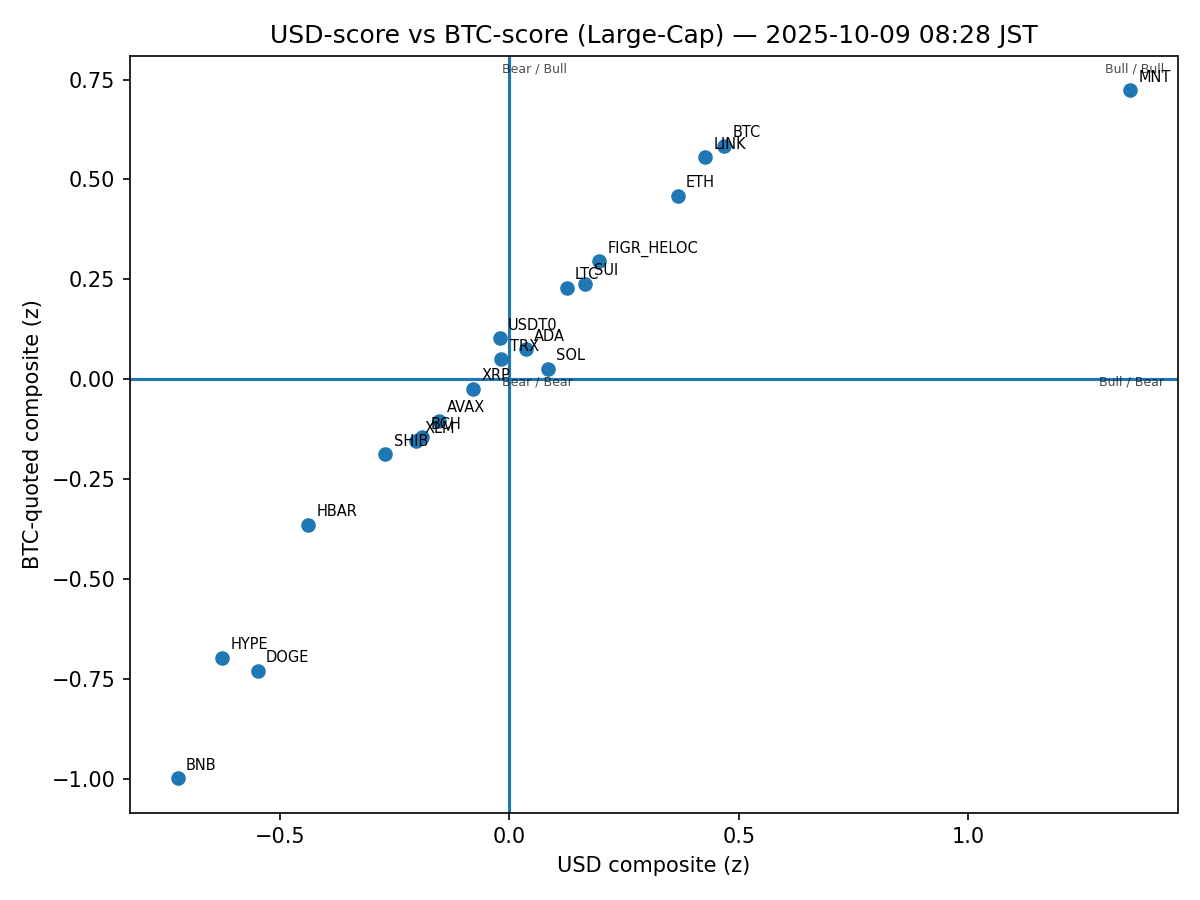 USD-score vs BTC-score (Large-Cap) — 2025-10-09 08:28 JST
Bear / Bull
Bull / Bull
MNT
BTC
LINK
ETH
FIGR_HELOC
LTC
SUI
USDT0
ADA
TRX
SOL
XRP
Bear / Bear
Bull / Bear
AVAX
BCH
XLM
SHIB
HBAR
HYPE
DOGE
BNB
0.75
0.50
0.25
0.00
−0.25
−0.50
−0.75
−1.00
BTC-quoted composite (z)
−0.5
0.0
0.5
1.0
USD composite (z)